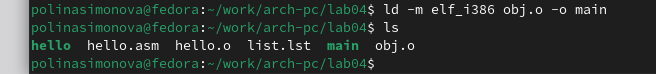 polinasimonova@fedora:~/work/arch-pc/lab04$ ld -m elf_i386 obj.o -o main
polinasimonova@fedora:~/work/arch-pc/lab04$ ls
hello  hello.asm  hello.o  list.lst  main  obj.o
polinasimonova@fedora:~/work/arch-pc/lab04$